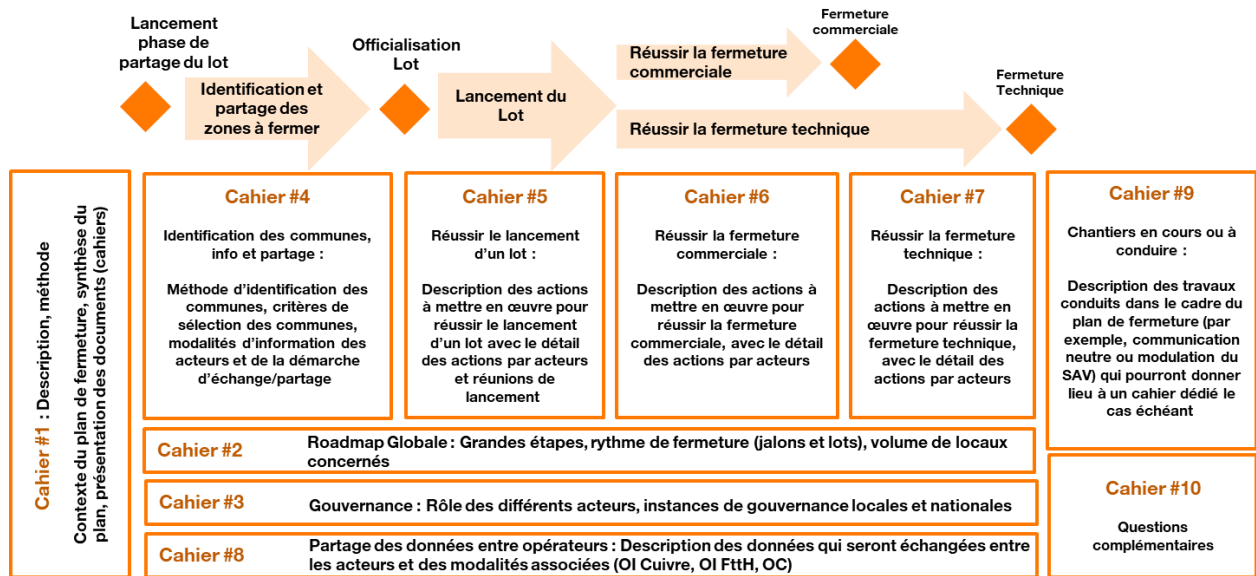 Lancement
phase de
partage du lot
Identification et
partage des
zones à fermer
Officialisation
Lot
Lancement du
Lot
Réussir la fermeture
commerciale
Fermeture
commerciale
Réussir la fermeture technique
Fermeture
Technique
Cahier #1 : Description, méthode
Contexte du plan de fermeture, synthèse du
plan, présentation des documents (cahiers)
Cahier #4
Identification des communes,
info et partage :
Méthode d'identification des
communes, critères de
sélection des communes,
modalités d'information des
acteurs et de la démarche
d'échange/partage
Cahier #5
Réussir le lancement
d'un lot :
Description des actions
à mettre en œuvre pour
réussir le lancement
d'un lot avec le détail
des actions par acteurs
et réunions de
lancement
Cahier #6
Réussir la fermeture
commerciale :
Description des actions à
mettre en œuvre pour
réussir la fermeture
commerciale, avec le détail
des actions par acteurs
Cahier #7
Réussir la fermeture
technique :
Description des
actions à mettre en
œuvre pour réussir la
fermeture technique,
avec le détail des
actions par acteurs
Cahier #9
Chantiers en cours ou à
conduire :
Description des travaux
conduits dans le cadre du
plan de fermeture (par
exemple, communication
neutre ou modulation du
SAV) qui pourront donner
lieu à un cahier dédié le
cas échéant
Cahier #2
Roadmap Globale : Grandes étapes, rythme de fermeture (jalons et lots), volume de locaux
concernés
Cahier #3
Gouvernance : Rôle des différents acteurs, instances de gouvernance locales et nationales
Cahier #8
Partage des données entre opérateurs : Description des données qui seront échangées entre
les acteurs et des modalités associées (OI Cuivre, OI FttH, OC)
Cahier #10
Questions
complémentaires